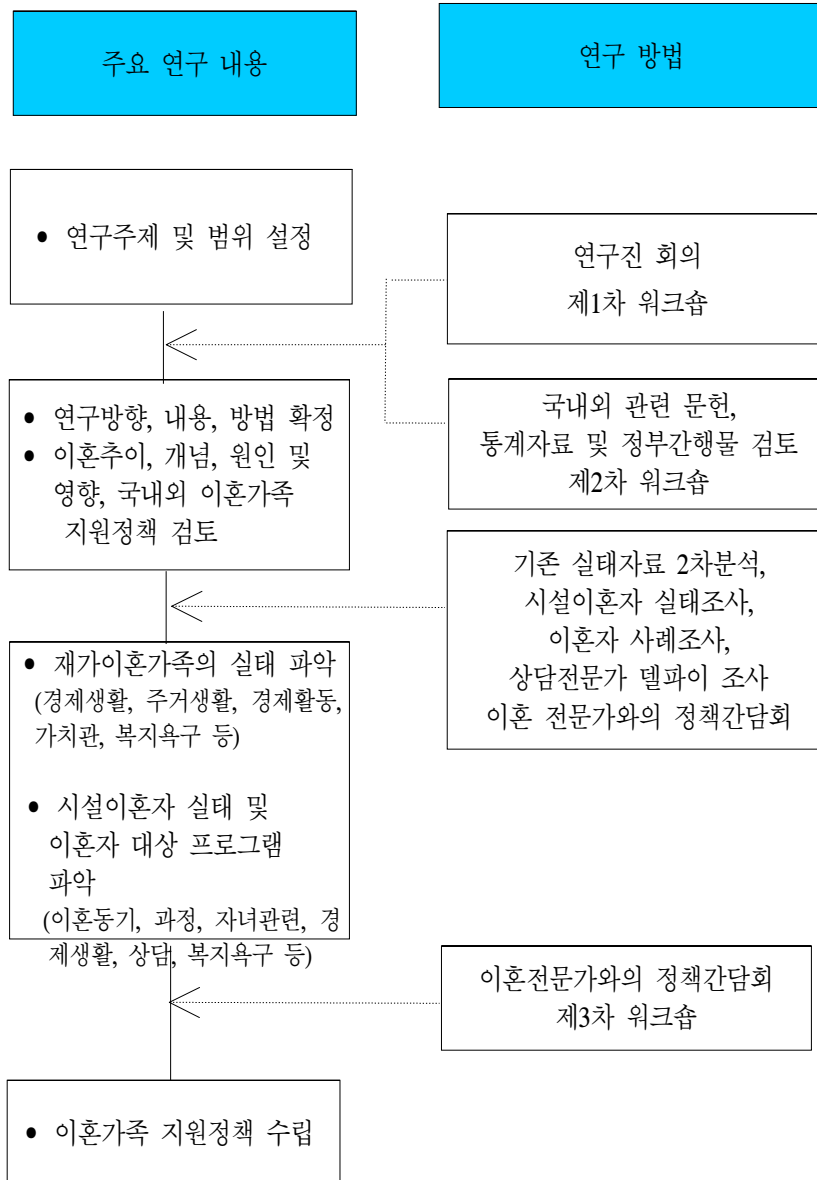 주요 연구 내용
연구 방법
• 연구주제 및 범위 설정
연구진 회의
제1차 워크숍
• 연구방향, 내용, 방법 확정
• 이혼추이, 개념, 원인 및
영향, 국내외 이혼가족
지원정책 검토
국내외 관련 문헌,
통계자료 및 정부간행물 검토
제2차 워크숍
기존 실태자료 2차분석,
시설이혼자 실태조사,
이혼자 사례조사,
상담전문가 델파이 조사
이혼 전문가와의 정책간담회
• 재가이혼가족의 실태 파악
(경제생활, 주거생활, 경제활동,
가치관, 복지욕구 등)
• 시설이혼자 실태 및
이혼자 대상 프로그램
파악
(이혼동기, 과정, 자녀관련, 경
제생활, 상담, 복지욕구 등)
이혼전문가와의 정책간담회
제3차 워크숍
• 이혼가족 지원정책 수립